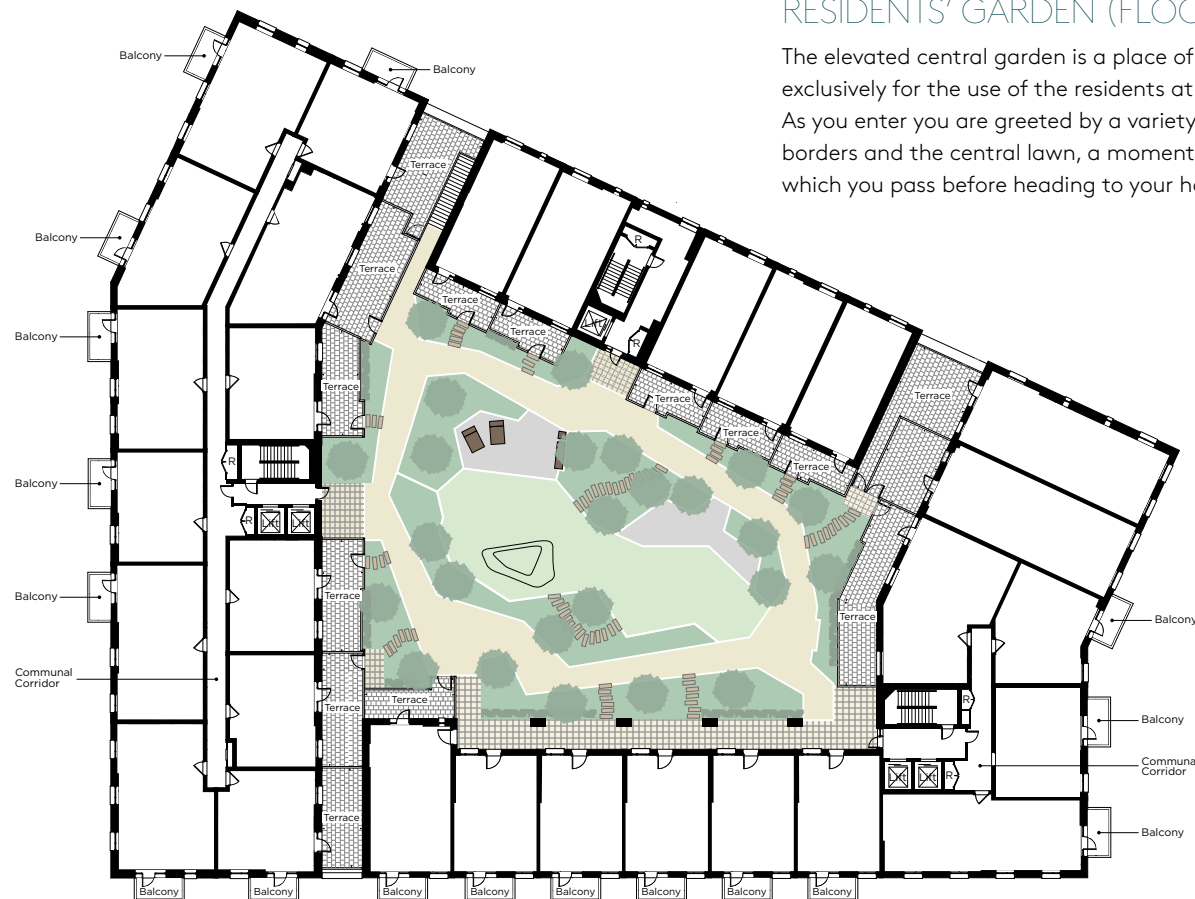 RESIDENTS' GARDEN (FLOO
The elevated central garden is a place of
exclusively for the use of the residents at
As you enter you are greeted by a variety
borders and the central lawn, a moment
which you pass before heading to your h
Balcony
Balcony
Terrace
Balcony
R
Terrace
Terrace
Lift
Terrace
Balcony
R
Terrace
Terrace
Terrace
Terrace
Terrace
R
Terrace
Balcony
R
Lift
Lift
Balcony
Terrace
Terrace
Balcony
Communal
Corridor
Terrace
R
Terrace
Balcony
Communa
Corridor
Lift
Lift
R
Terrace
Balcony
Balcony
Balcony
Balcony
Balcony
Balcony
Balcony
Balcony